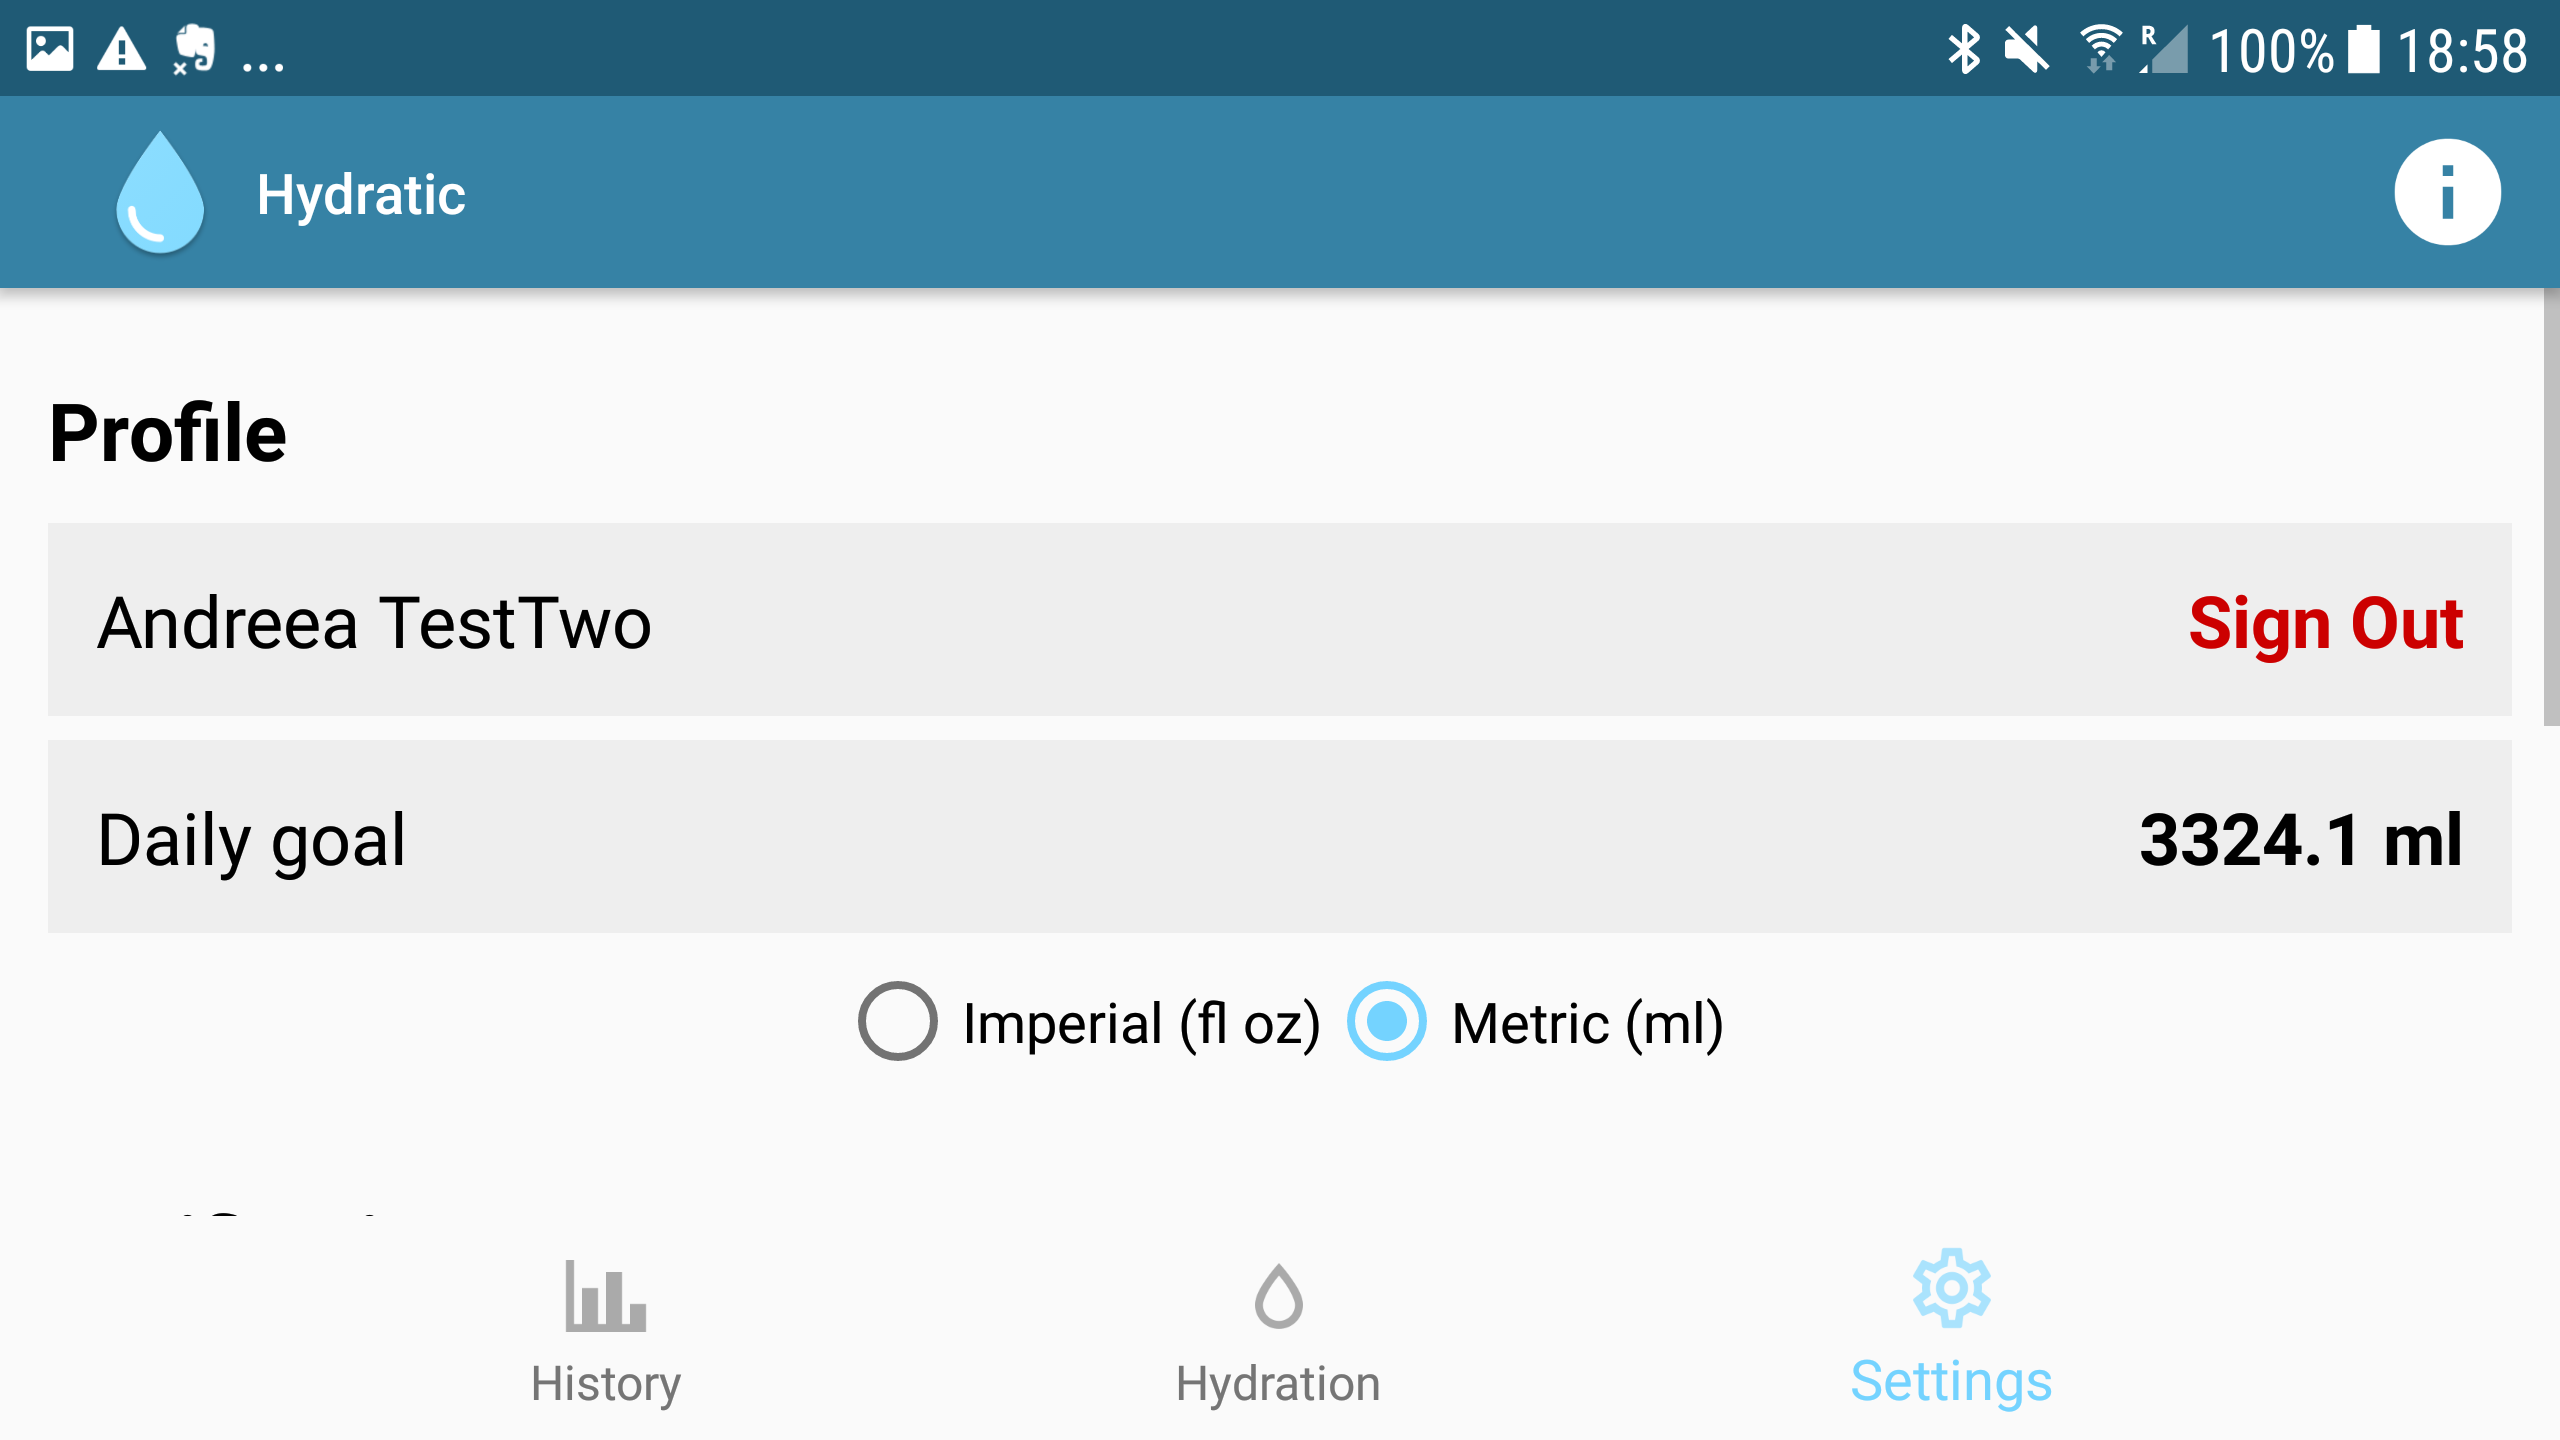 ... R 100% 18:58
Hydratic
Profile
Andreea TestTwo Sign Out
Daily goal 3324.1 ml
Imperial (fl oz) Metric (ml)
History Hydration Settings